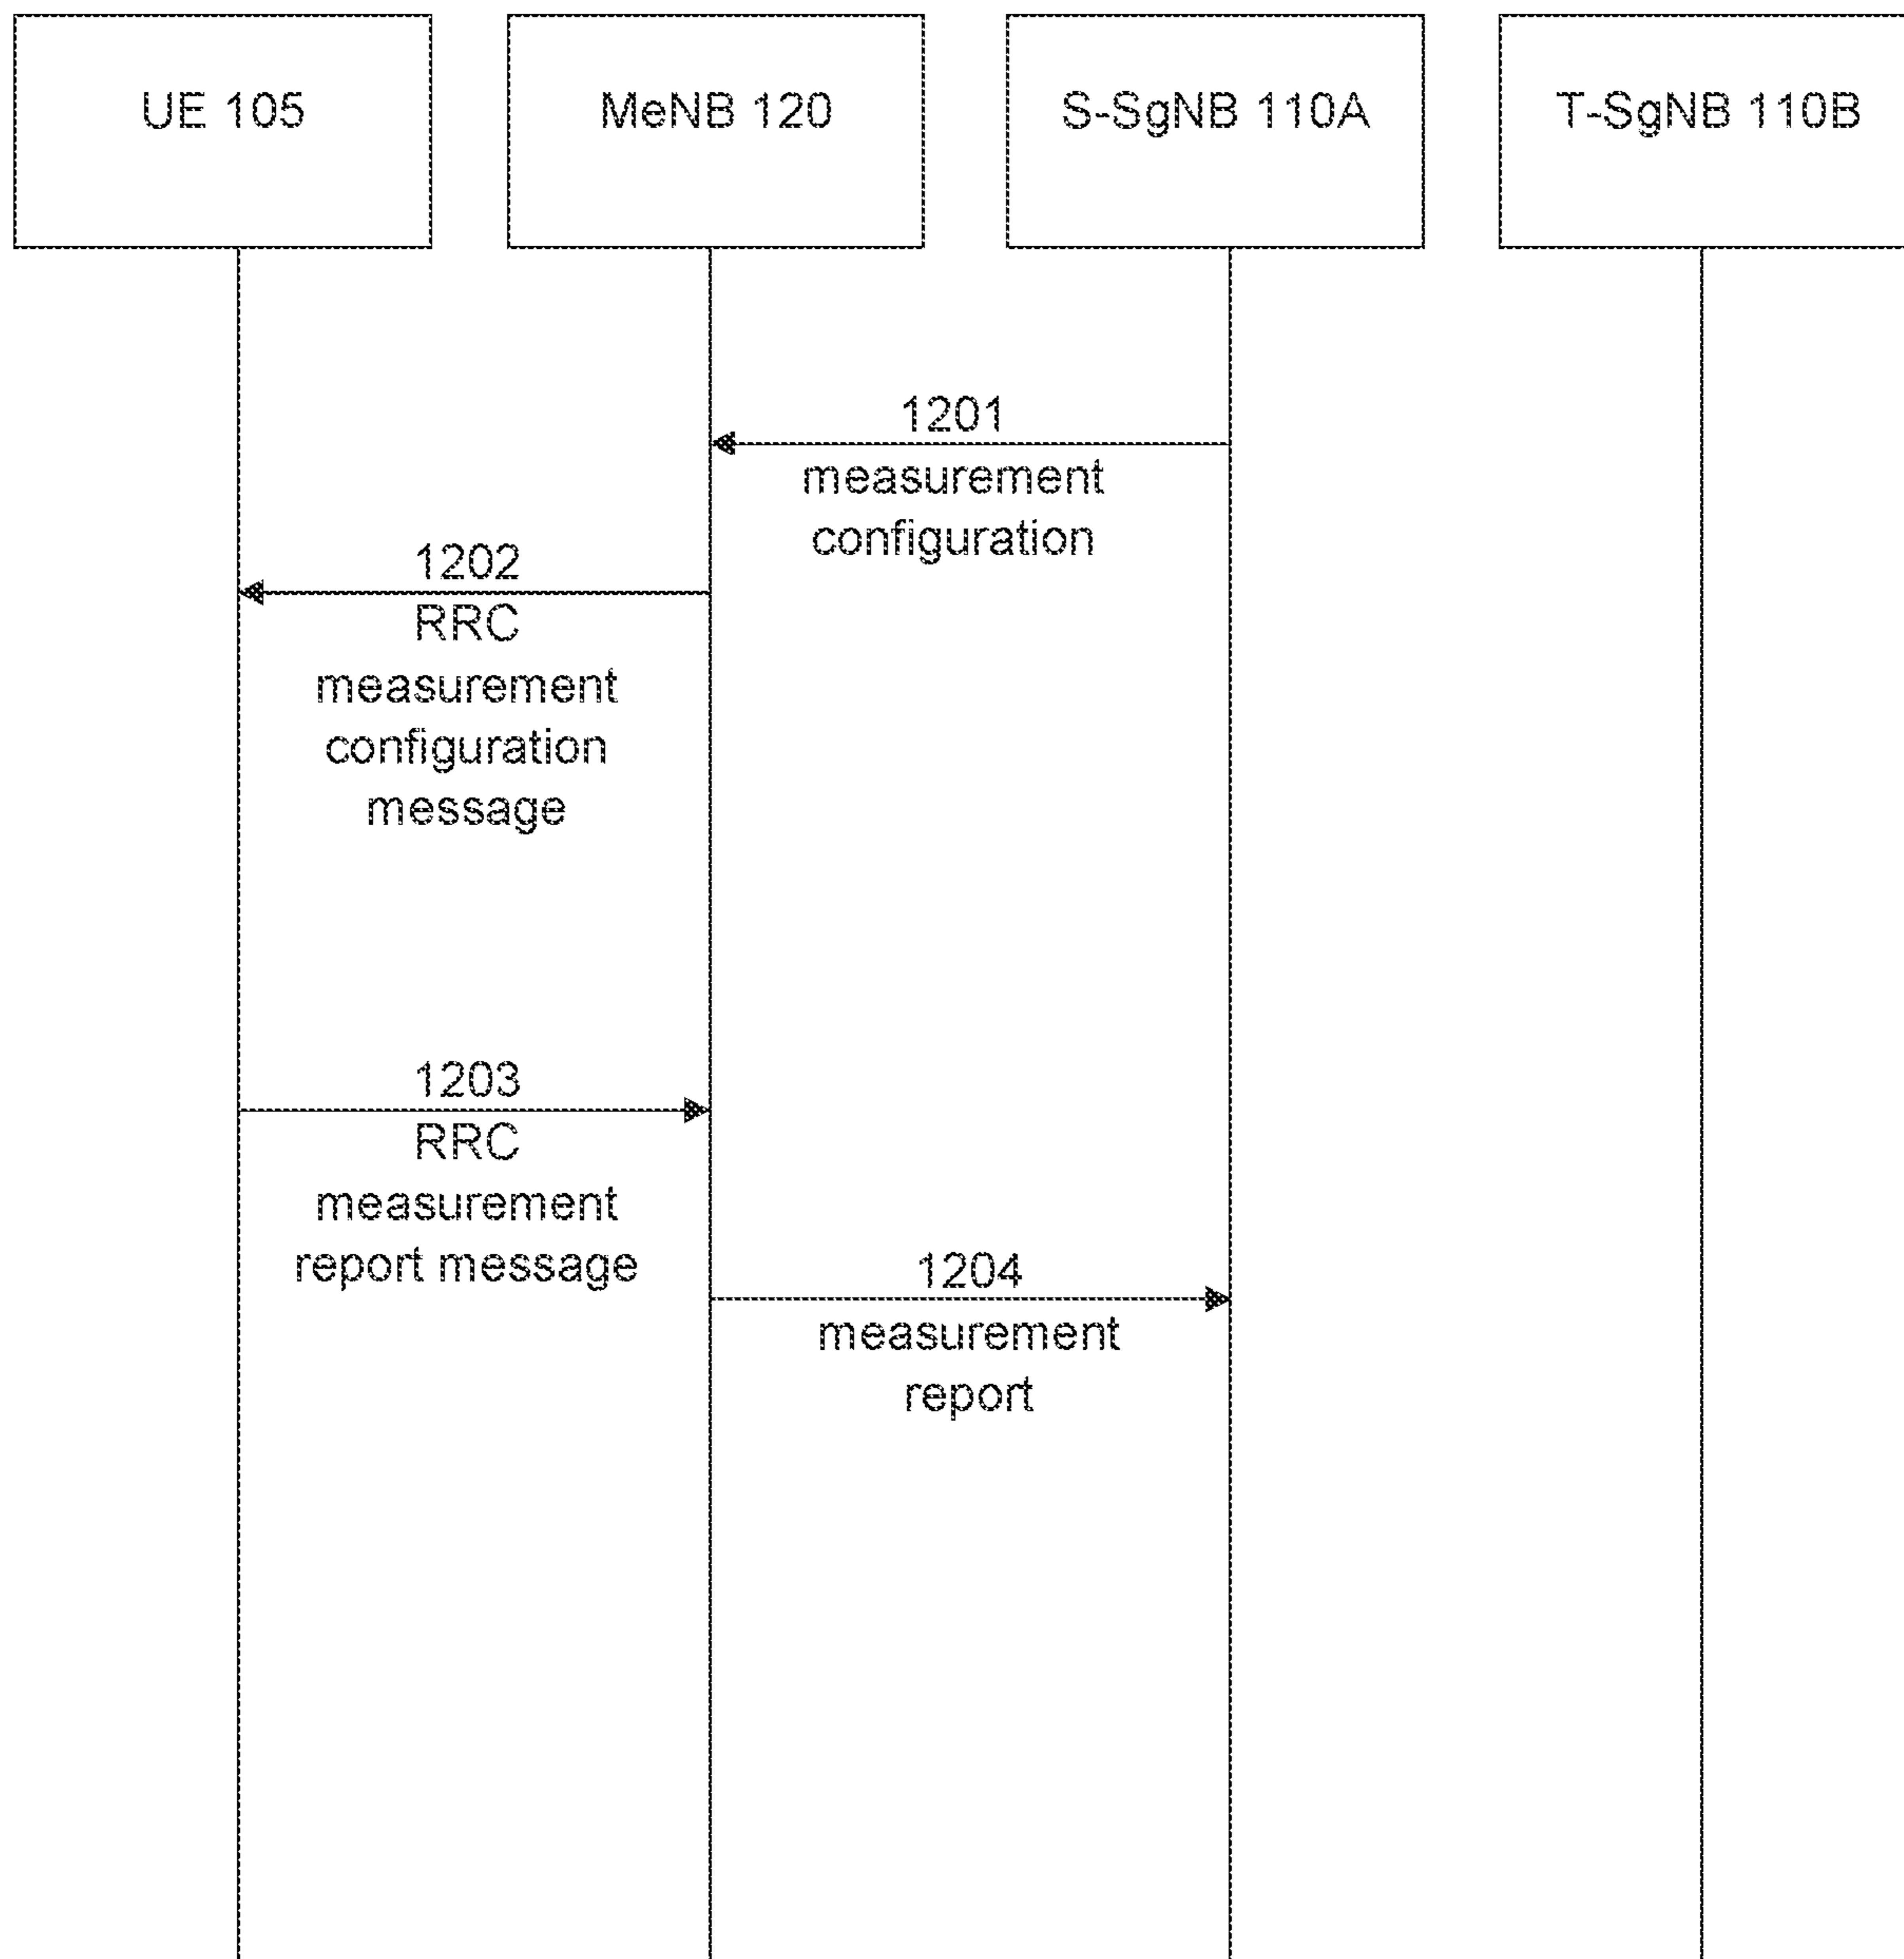 UE 105
MeNB 120
S-SgNB 110A
T-SgNB 110B
1201
measurement
configuration
1202
RRC
measurement
configuration
message
1203
RRC
measurement
report message
1204
measurement
report